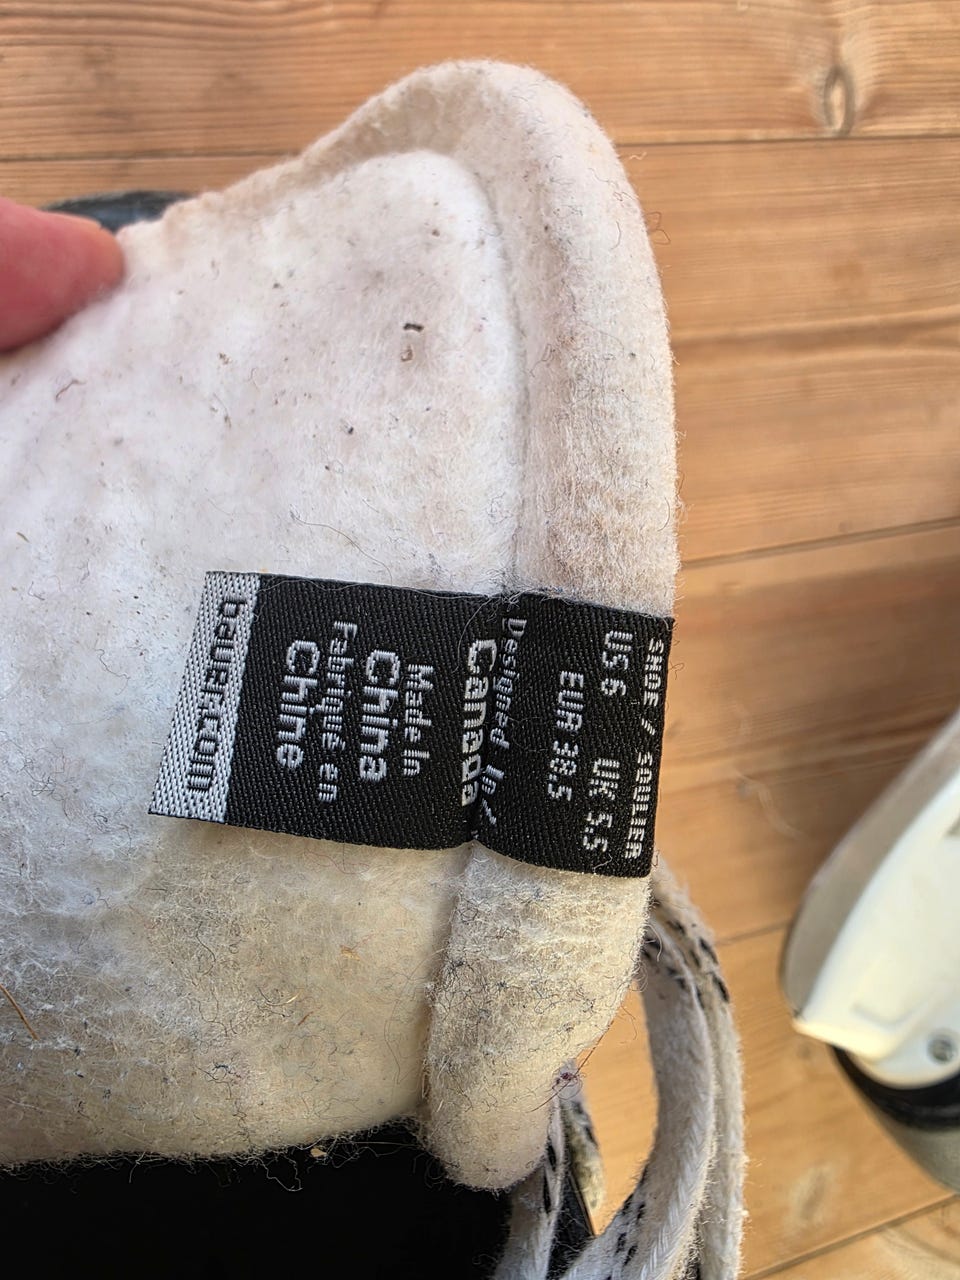 SHOE / SOULIER
US 6 UK 5.5
EUR 38.5
Designed in/
Canada
Made in
China
Fabriqué en
Chine
bauer.com